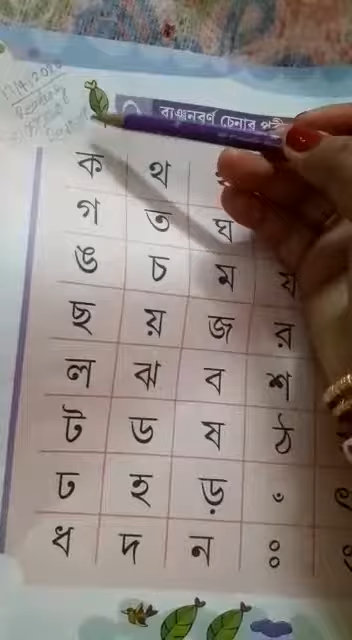 ব্যঞ্জনবর্ণ চেনার
ক থ
গ ত ঘ
ঙ চ ম য
ছ য় জ র
ল ঝ ব শ
ট ড ষ ঠ
ঢ হ ড় ং
ধ দ ন ঃ